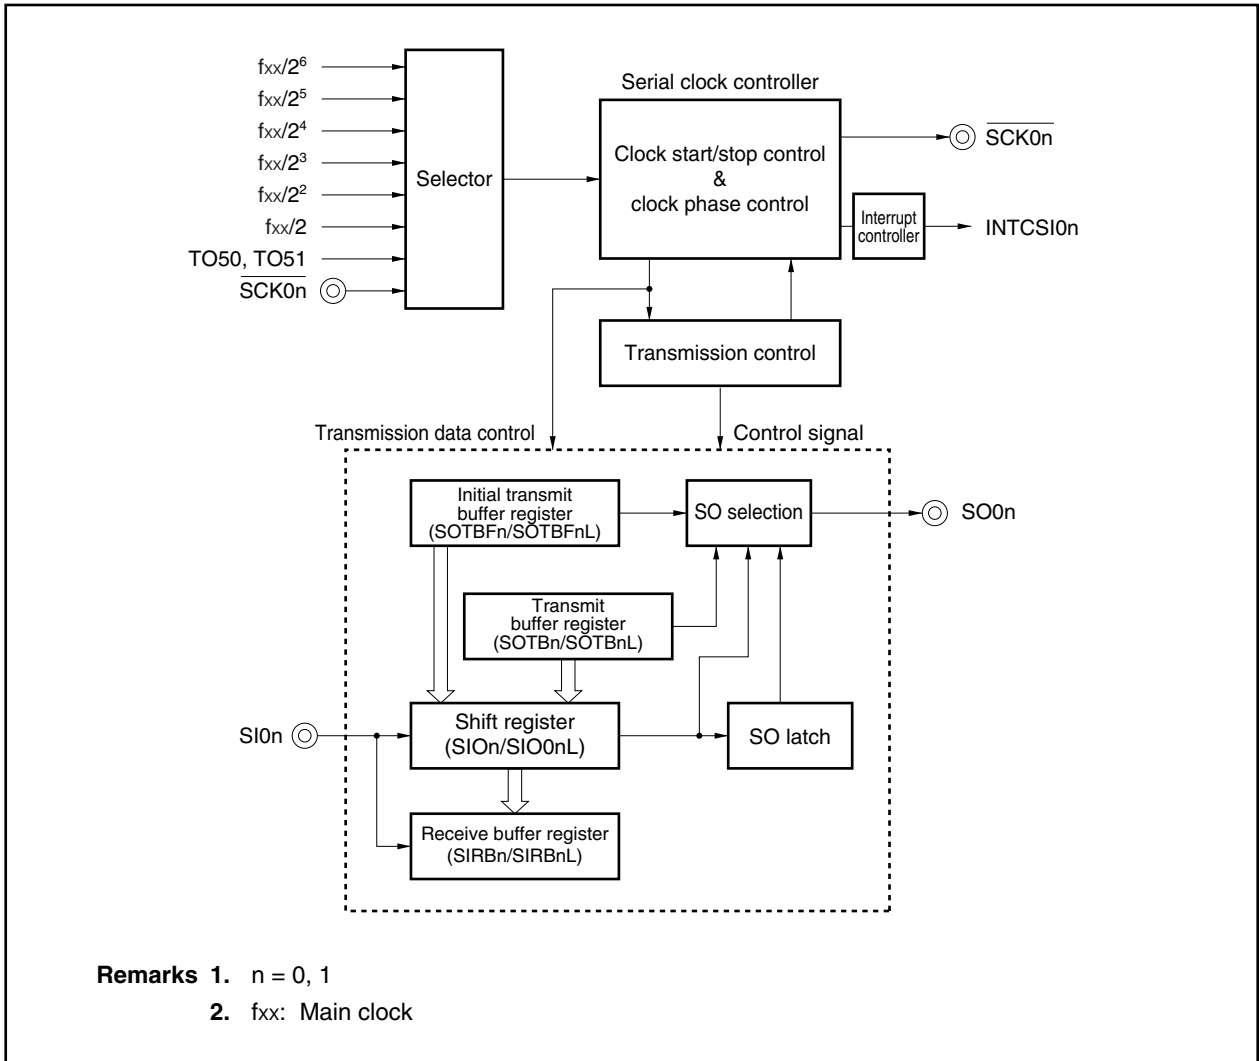 fxx/2⁶
fxx/2⁵
fxx/2⁴
fxx/2³
fxx/2²
fxx/2
TO50, TO51
SCK0n
Selector
Serial clock controller
Clock start/stop control
&
clock phase control
SCK0n
Interrupt
controller
INTCSI0n
Transmission control
Transmission data control
Control signal
Initial transmit
buffer register
(SOTBFn/SOTBFnL)
SO selection
SO0n
Transmit
buffer register
(SOTBn/SOTBnL)
SI0n
Shift register
(SIOn/SIO0nL)
SO latch
Receive buffer register
(SIRBn/SIRBnL)
Remarks 1. n = 0, 1
2. fxx: Main clock